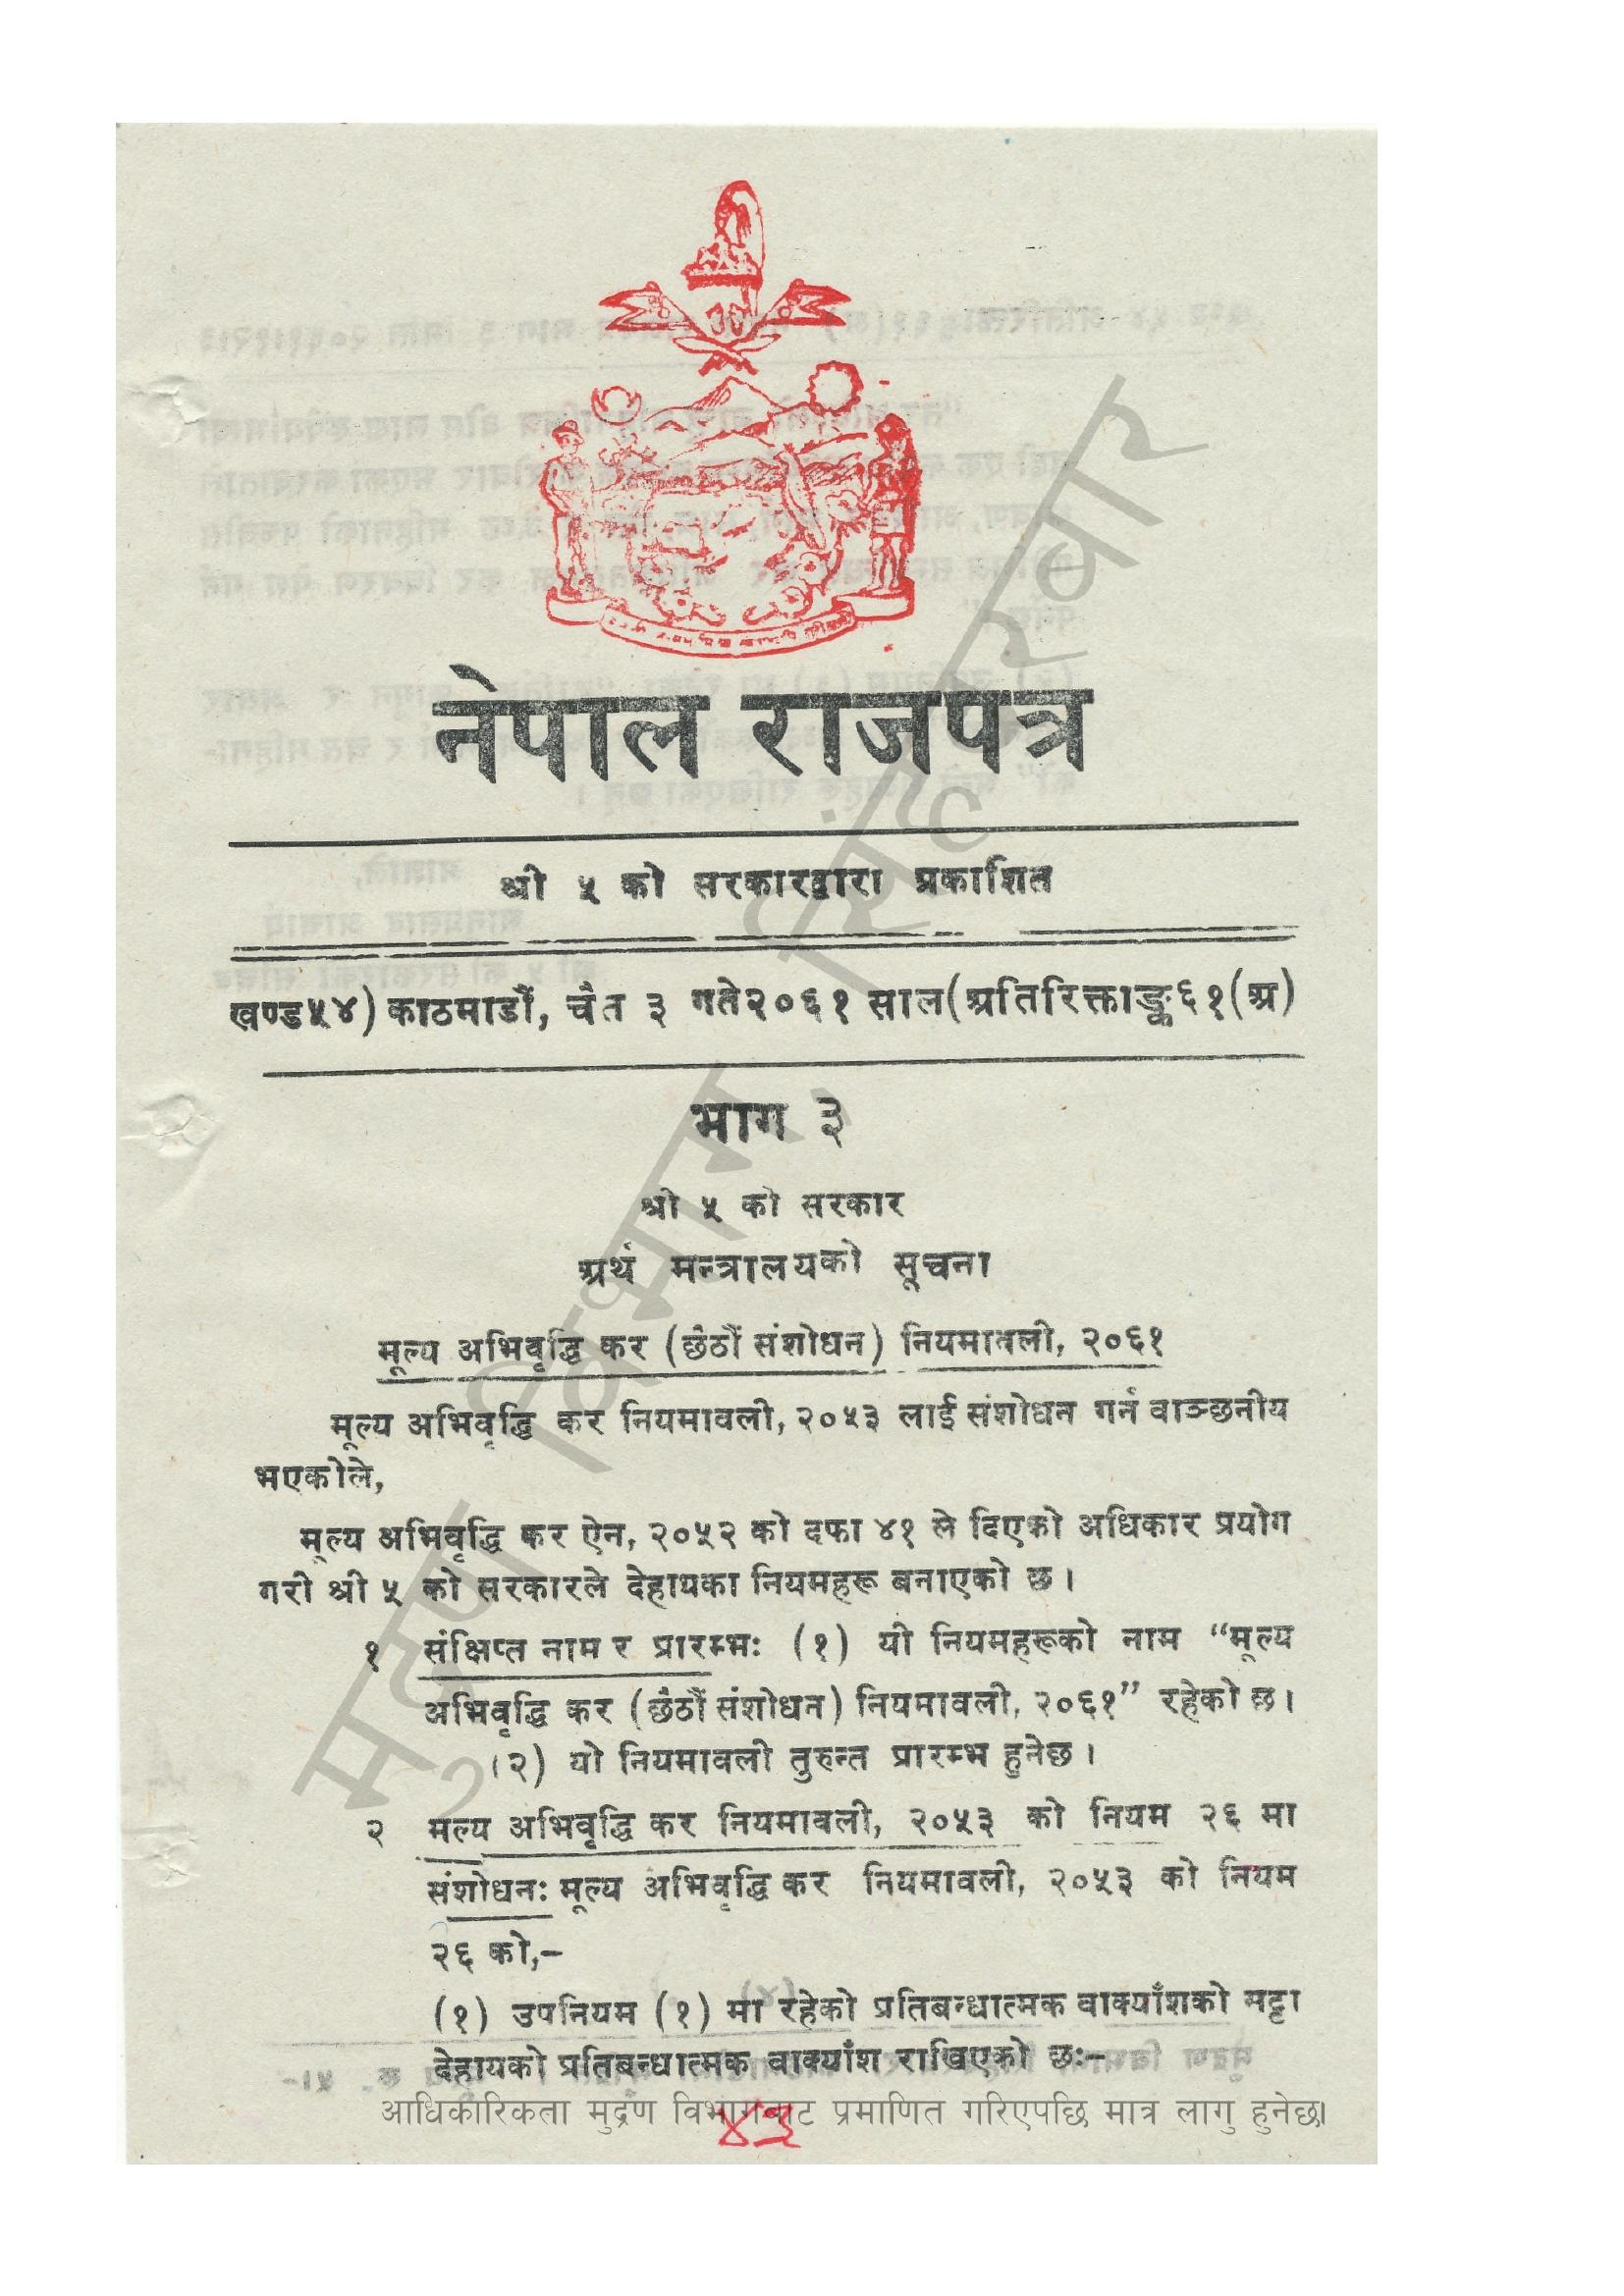 नेपाल राजपत्र
श्री ५ को सरकारद्वारा प्रकाशित
खण्ड५४) काठमाडौं, चैत ३ गते२०६१ साल(अतिरिक्ताङ्क६१(अ)
भाग ३
श्री ५ को सरकार
अर्थ मन्त्रालयको सूचना
मूल्य अभिवृद्धि कर (छैठौं संशोधन) नियमावली, २०६१
मूल्य अभिवृद्धि कर नियमावली, २०५३ लाई संशोधन गर्न वाञ्छनीय
भएकोले,
मूल्य अभिवृद्धि कर ऐन, २०५२ को दफा ४१ ले दिएको अधिकार प्रयोग
गरी श्री ५ को सरकारले देहायका नियमहरू बनाएको छ ।
१ संक्षिप्त नाम र प्रारम्भः (१) यी नियमहरूको नाम “मूल्य
अभिवृद्धि कर (छैठौं संशोधन) नियमावली, २०६१” रहेको छ ।
(२) यो नियमावली तुरुन्त प्रारम्भ हुनेछ ।
२ मल्य अभिवृद्धि कर नियमावली, २०५३ को नियम २६ मा
संशोधनः मूल्य अभिवृद्धि कर नियमावली, २०५३ को नियम
२६ को,–
(१) उपनियम (१) मा रहेको प्रतिबन्धात्मक वाक्यांशको सट्टा
देहायको प्रतिबन्धात्मक वाक्यांश राखिएको छः–
आधिकारिकता मुद्रण विभागबाट प्रमाणित गरिएपछि मात्र लागु हुनेछ।
४३
मुद्रण विभाग, सिंहदरवार